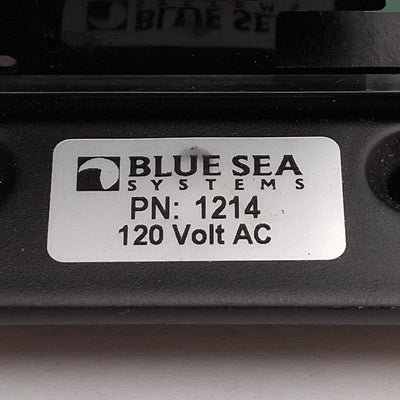 BLUE SEA
SYSTEMS
PN: 1214
120 Volt AC